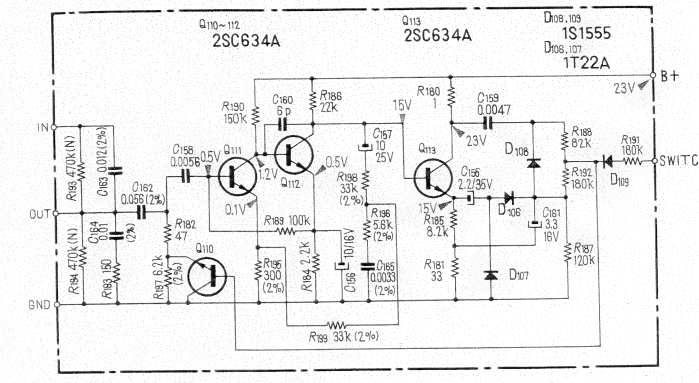 Q110~112
2SC634A
Q113
2SC634A
D108,109
1S1555
D106,107
1T22A
B+
23V
R190
150K
C160
6p
R186
22K
15V
R180
1
C159
0.0047
IN
R193 470K(N)
C163 0.012(2%)
C158
0.0056
0.5V
Q111
1.2V
Q112
0.5V
C157
10
25V
Q113
23V
D108
R188
82K
R191
180K
SWITC
D109
R192
180K
C162
0.056(2%)
R198
33K
(2%)
C156
2.2/35V
D106
C161
3.3
16V
OUT
C164
0.01
(2%)
R182
47
0.1V
R189 100K
R196
5.6K
(2%)
15V
R185
8.2K
R187
120K
R194 470K(N)
R183 150
R197 6.2K
(2%)
Q110
R195
300
(2%)
R184 2.2K
10/16V
C166
C165
0.0033
(2%)
R181
33
D107
GND
R199 33K (2%)